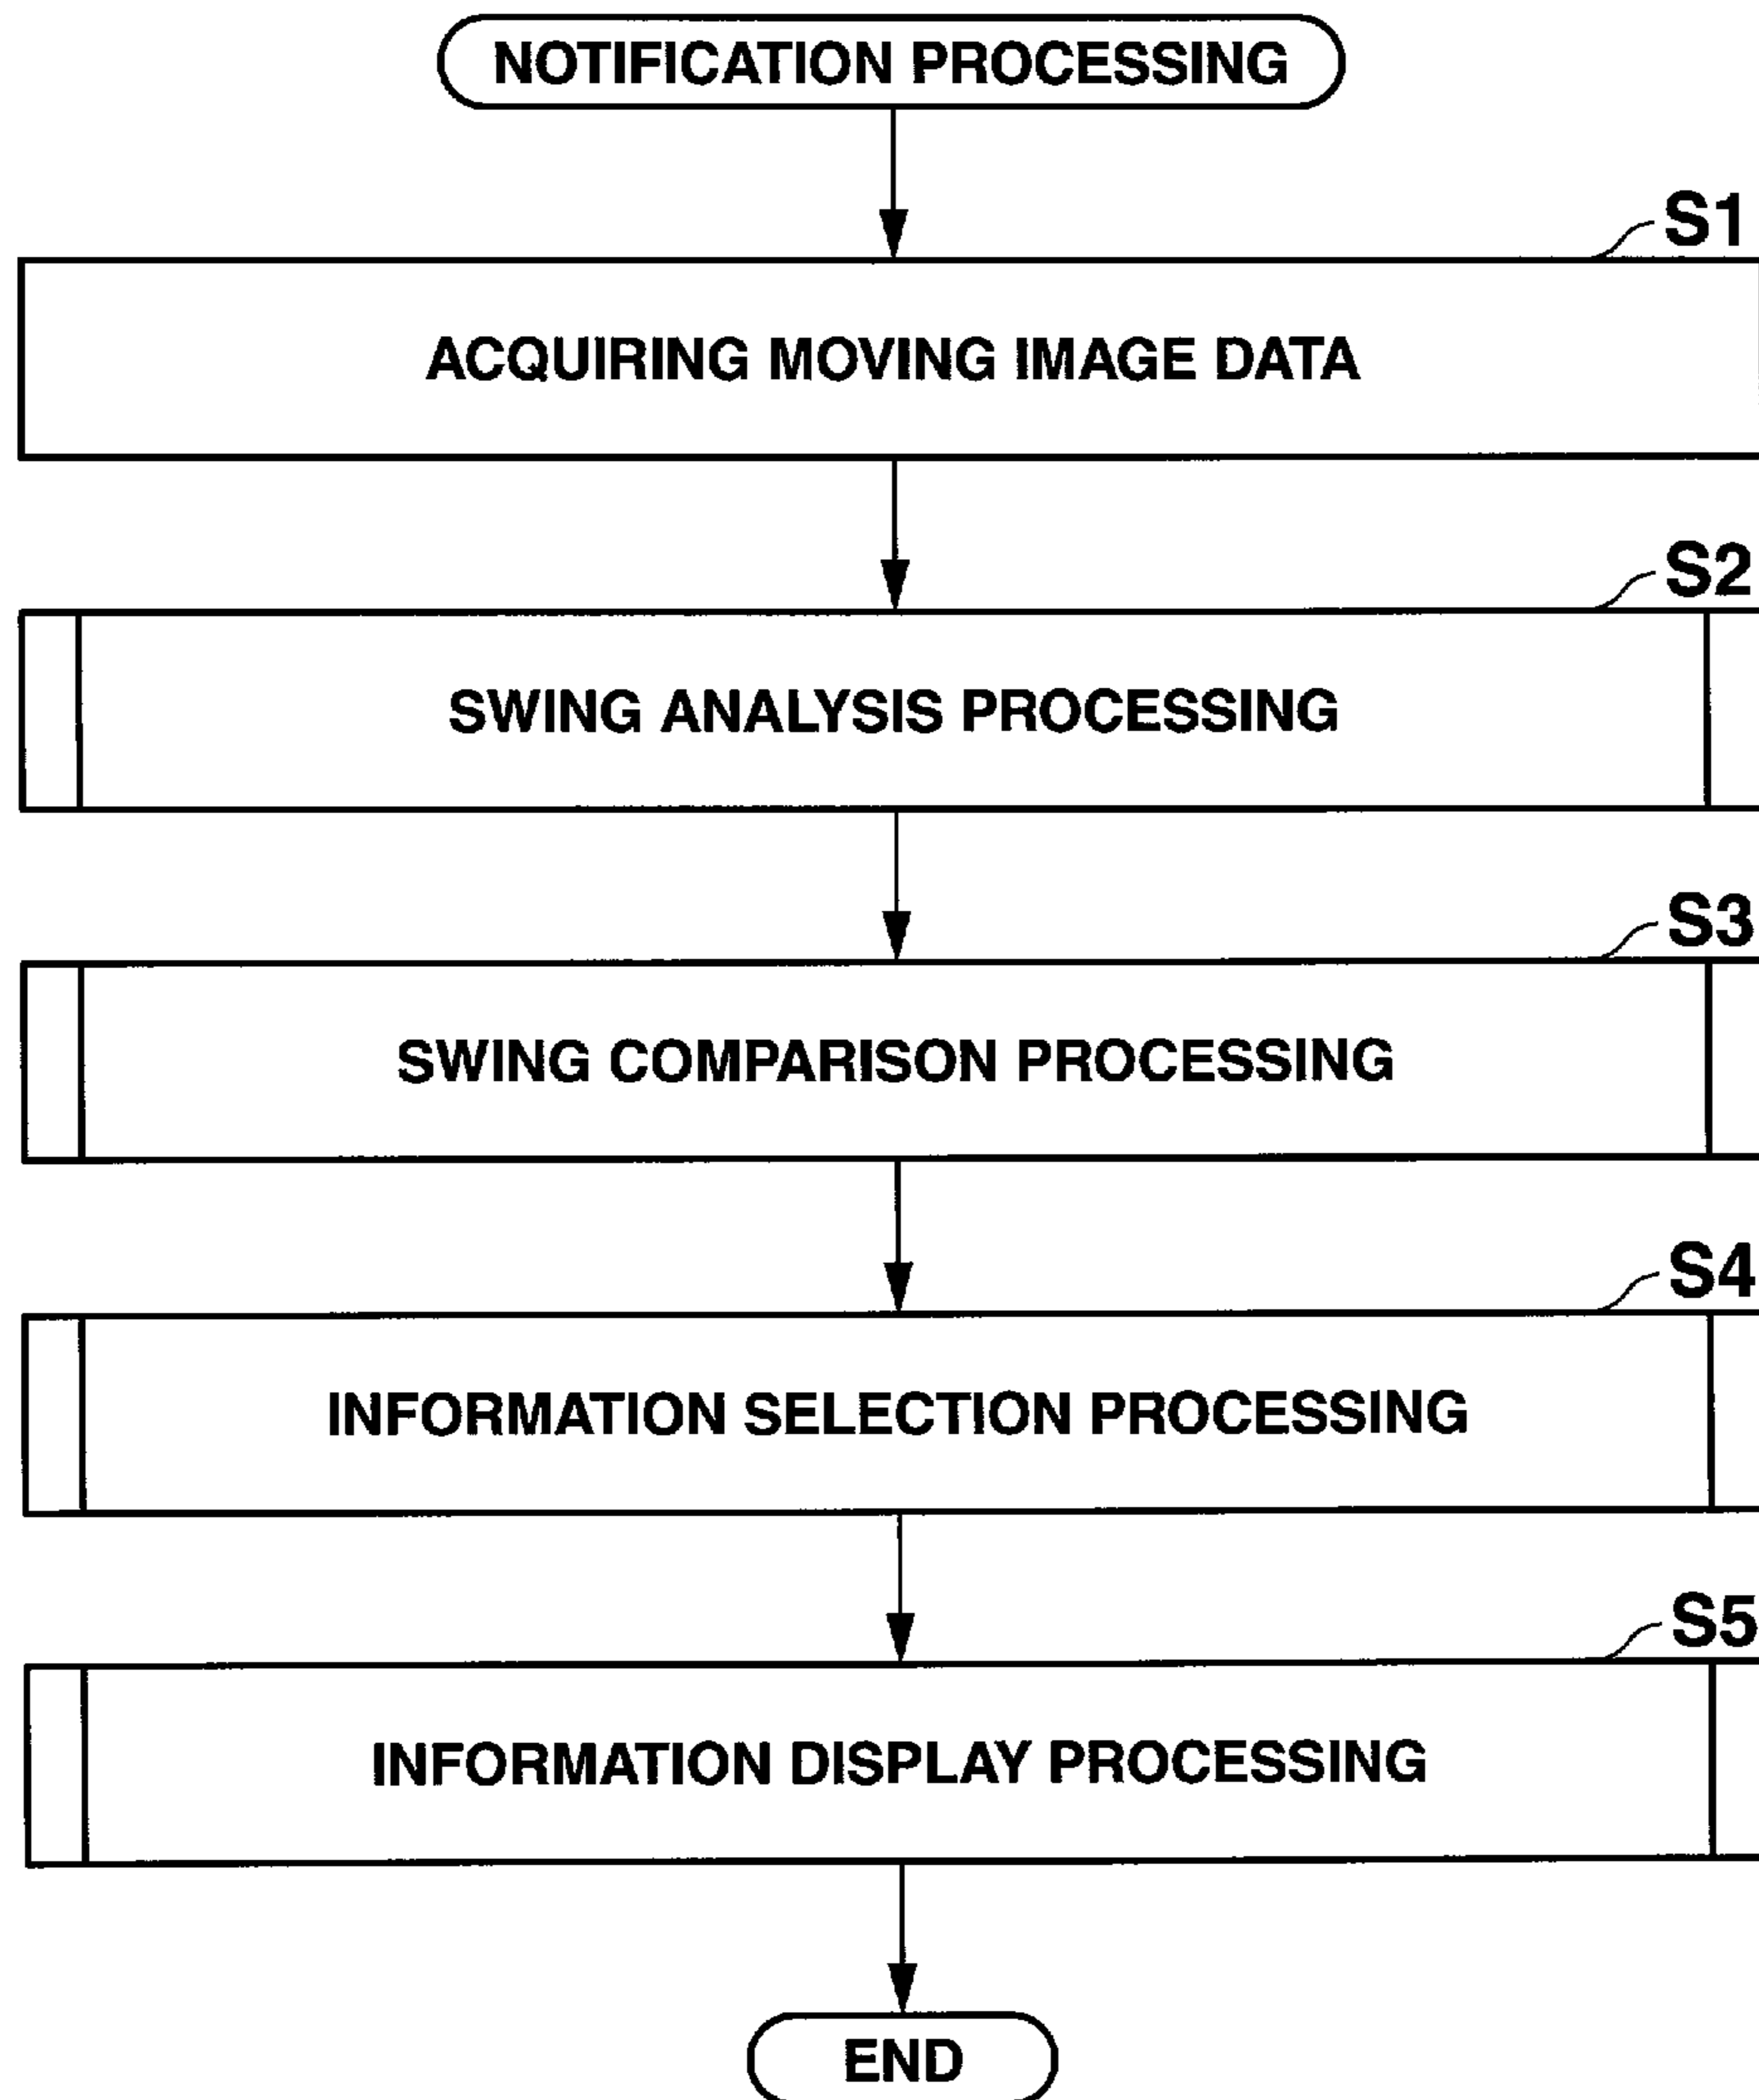 NOTIFICATION PROCESSING
S1
ACQUIRING MOVING IMAGE DATA
S2
SWING ANALYSIS PROCESSING
S3
SWING COMPARISON PROCESSING
S4
INFORMATION SELECTION PROCESSING
S5
INFORMATION DISPLAY PROCESSING
END